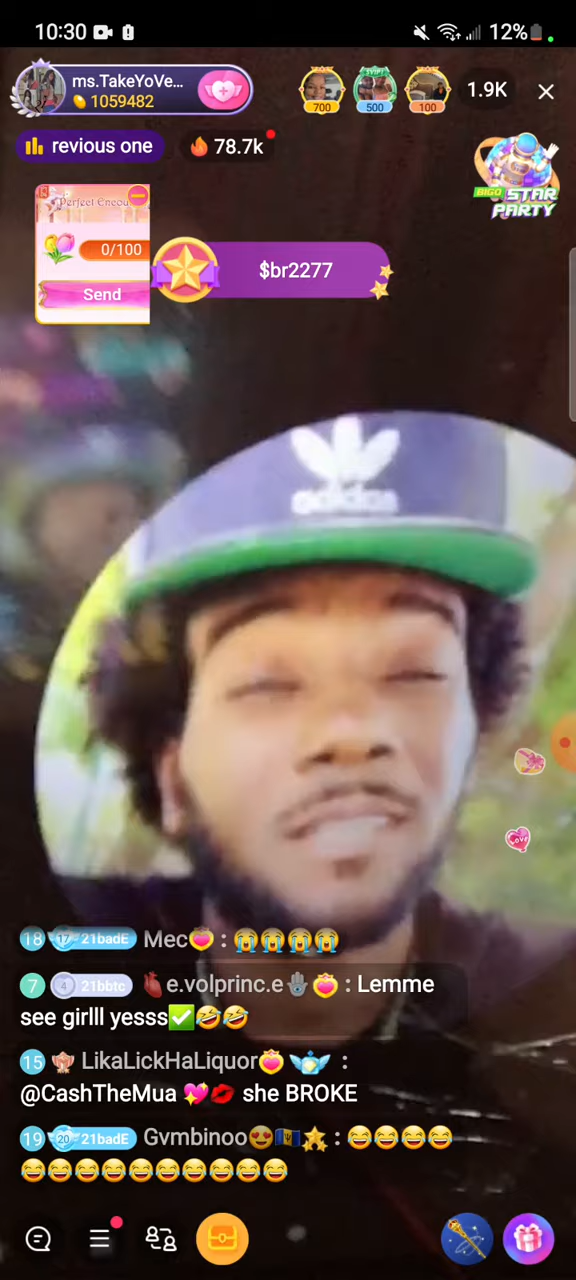 10:30 12%
ms.TakeYoVe...
1059482
700 500 100 1.9K
revious one 78.7k
BIGO STAR
PARTY
Perfect Encou
0/100
$br2277
Send
adidas
LOVE
18 17 21badE Mec💝 : 😭😭😭😭
7 4 21bbtc 🫀e.volprinc.e🖐🏾💝 : Lemme
see girlll yesss✅🤣🤣
15 LikaLickHaLiquor💝 :
@CashTheMua 💖💋 she BROKE
19 20 21badE Gvmbinoo😍🇧🇧⭐ : 😂😂😂😂
😂😂😂😂😂😂😂😂😂😂